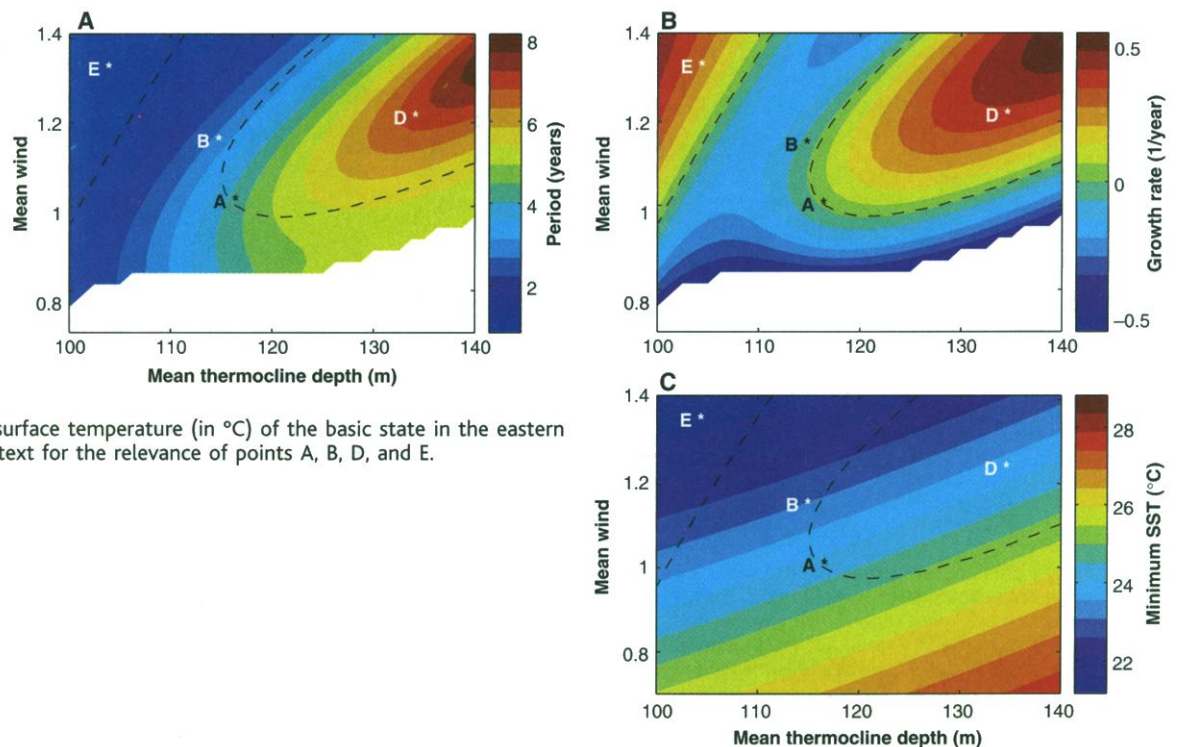 A
1.4
1.2
1
0.8
Mean wind
E *
B *
A *
D *
100
110
120
130
140
Mean thermocline depth (m)
8
6
4
2
Period (years)
B
1.4
1.2
1
0.8
Mean wind
E *
B *
A *
D *
100
110
120
130
140
0.5
0
–0.5
Growth rate (1/year)
surface temperature (in °C) of the basic state in the eastern
text for the relevance of points A, B, D, and E.
C
1.4
1.2
1
0.8
Mean wind
E *
B *
A *
D *
100
110
120
130
140
Mean thermocline depth (m)
28
26
24
22
Minimum SST (°C)